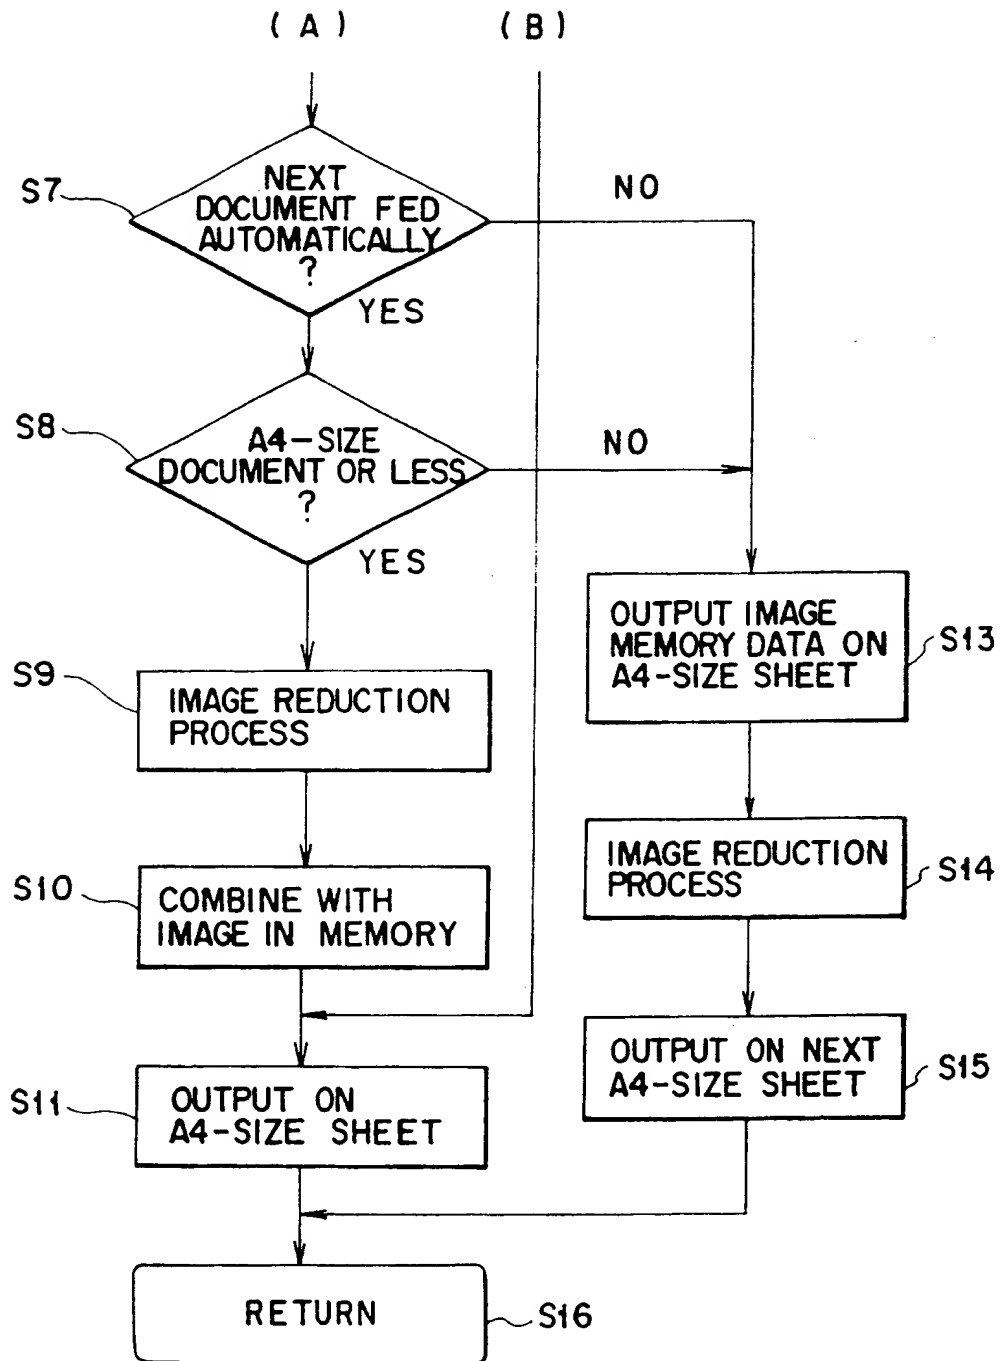 (A)
(B)
S7
NEXT
DOCUMENT FED
AUTOMATICALLY
?
NO
YES
S8
A4-SIZE
DOCUMENT OR LESS
?
NO
YES
S9
IMAGE REDUCTION
PROCESS
S10
COMBINE WITH
IMAGE IN MEMORY
S11
OUTPUT ON
A4-SIZE SHEET
OUTPUT IMAGE
MEMORY DATA ON
A4-SIZE SHEET
S13
IMAGE REDUCTION
PROCESS
S14
OUTPUT ON NEXT
A4-SIZE SHEET
S15
RETURN
S16